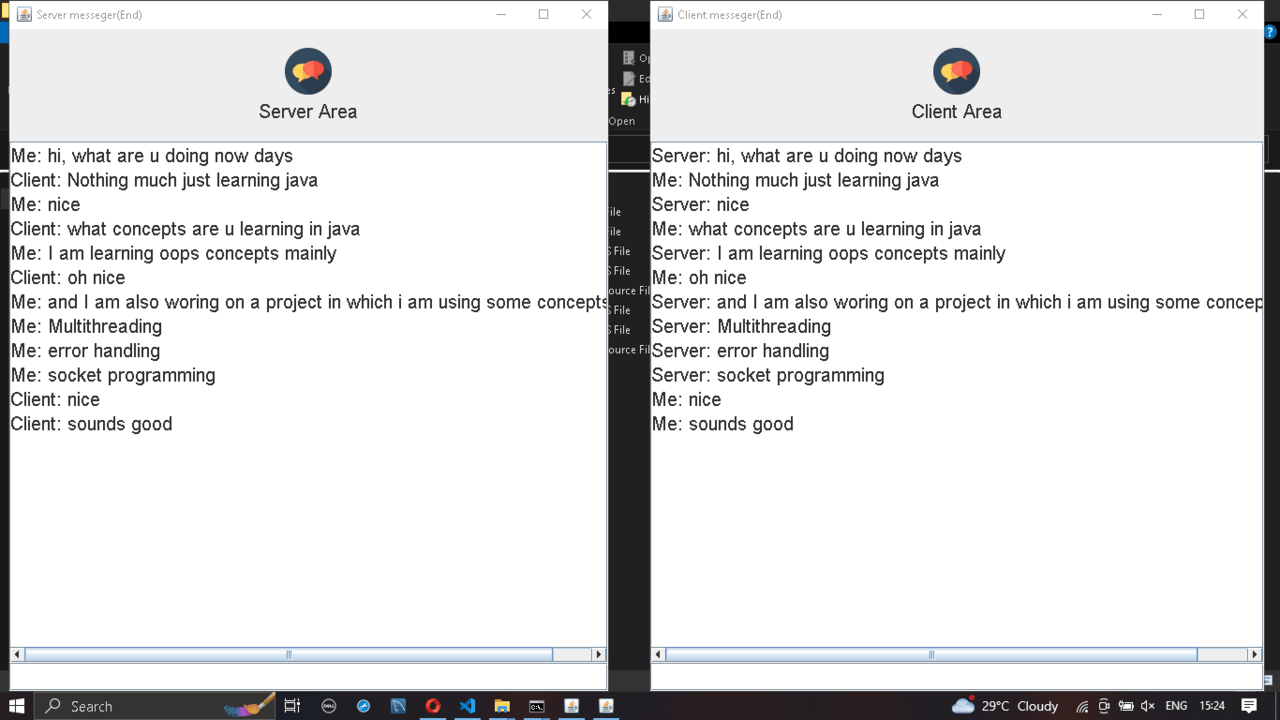 Server messeger(End)
Server Area
Me: hi, what are u doing now days
Client: Nothing much just learning java
Me: nice
Client: what concepts are u learning in java
Me: I am learning oops concepts mainly
Client: oh nice
Me: and I am also woring on a project in which i am using some concepts
Me: Multithreading
Me: error handling
Me: socket programming
Client: nice
Client: sounds good
Open
ile
ile
S File
S File
ource Fil
S File
S File
ource Fil
Client messeger(End)
Client Area
Server: hi, what are u doing now days
Me: Nothing much just learning java
Server: nice
Me: what concepts are u learning in java
Server: I am learning oops concepts mainly
Me: oh nice
Server: and I am also woring on a project in which i am using some concep
Server: Multithreading
Server: error handling
Server: socket programming
Me: nice
Me: sounds good
Search
DELL
29°C Cloudy
ENG
15:24